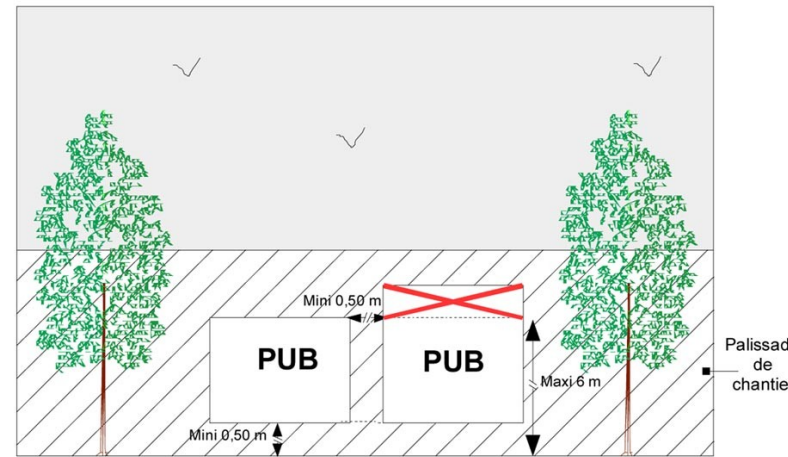 Mini 0,50 m
PUB
PUB
Maxi 6 m
Mini 0,50 m
Palissad
de
chantie